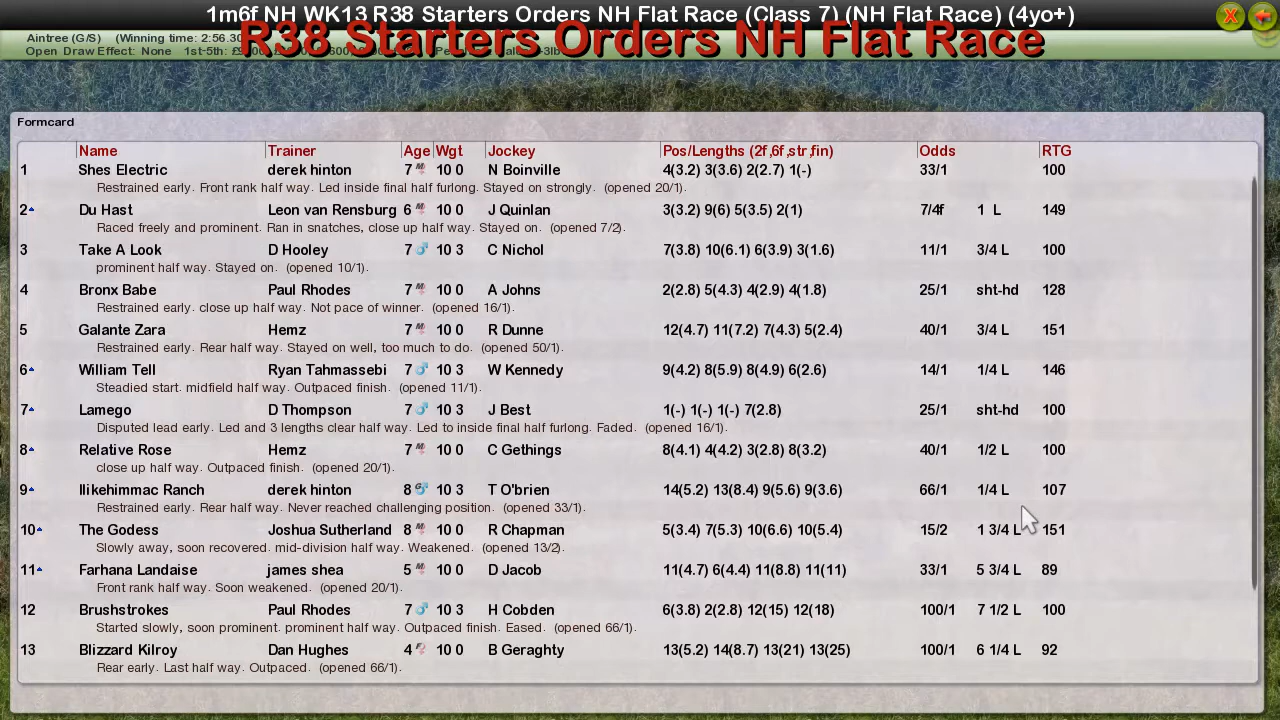 1m6f NH WK13 R38 Starters Orders NH Flat Race (Class 7) (NH Flat Race) (4yo+)
R38 Starters Orders NH Flat Race
Aintree (G/S) (Winning time: 2:56.30
Open Draw Effect: None 1st-5th:
Formcard
Name Trainer Age Wgt Jockey Pos/Lengths (2f,6f,str,fin) Odds RTG
1 Shes Electric derek hinton 7 10 0 N Boinville 4(3.2) 3(3.6) 2(2.7) 1(-) 33/1 100
Restrained early. Front rank half way. Led inside final half furlong. Stayed on strongly. (opened 20/1).
2 Du Hast Leon van Rensburg 6 10 0 J Quinlan 3(3.2) 9(6) 5(3.5) 2(1) 7/4f 1 L 149
Raced freely and prominent. Ran in snatches, close up half way. Stayed on. (opened 7/2).
3 Take A Look D Hooley 7 10 3 C Nichol 7(3.8) 10(6.1) 6(3.9) 3(1.6) 11/1 3/4 L 100
prominent half way. Stayed on. (opened 10/1).
4 Bronx Babe Paul Rhodes 7 10 0 A Johns 2(2.8) 5(4.3) 4(2.9) 4(1.8) 25/1 sht-hd 128
Restrained early. close up half way. Not pace of winner. (opened 16/1).
5 Galante Zara Hemz 7 10 0 R Dunne 12(4.7) 11(7.2) 7(4.3) 5(2.4) 40/1 3/4 L 151
Restrained early. Rear half way. Stayed on well, too much to do. (opened 50/1).
6 William Tell Ryan Tahmassebi 7 10 3 W Kennedy 9(4.2) 8(5.9) 8(4.9) 6(2.6) 14/1 1/4 L 146
Steadied start. midfield half way. Outpaced finish. (opened 11/1).
7 Lamego D Thompson 7 10 3 J Best 1(-) 1(-) 1(-) 7(2.8) 25/1 sht-hd 100
Disputed lead early. Led and 3 lengths clear half way. Led to inside final half furlong. Faded. (opened 16/1).
8 Relative Rose Hemz 7 10 0 C Gethings 8(4.1) 4(4.2) 3(2.8) 8(3.2) 40/1 1/2 L 100
close up half way. Outpaced finish. (opened 20/1).
9 Ilikehimmac Ranch derek hinton 8 10 3 T O'brien 14(5.2) 13(8.4) 9(5.6) 9(3.6) 66/1 1/4 L 107
Restrained early. Rear half way. Never reached challenging position. (opened 33/1).
10 The Godess Joshua Sutherland 8 10 0 R Chapman 5(3.4) 7(5.3) 10(6.6) 10(5.4) 15/2 1 3/4 L 151
Slowly away, soon recovered. mid-division half way. Weakened. (opened 13/2).
11 Farhana Landaise james shea 5 10 0 D Jacob 11(4.7) 6(4.4) 11(8.8) 11(11) 33/1 5 3/4 L 89
Front rank half way. Soon weakened. (opened 20/1).
12 Brushstrokes Paul Rhodes 7 10 3 H Cobden 6(3.8) 2(2.8) 12(15) 12(18) 100/1 7 1/2 L 100
Started slowly, soon prominent. prominent half way. Outpaced finish. Eased. (opened 66/1).
13 Blizzard Kilroy Dan Hughes 4 10 0 B Geraghty 13(5.2) 14(8.7) 13(21) 13(25) 100/1 6 1/4 L 92
Rear early. Last half way. Outpaced. (opened 66/1).